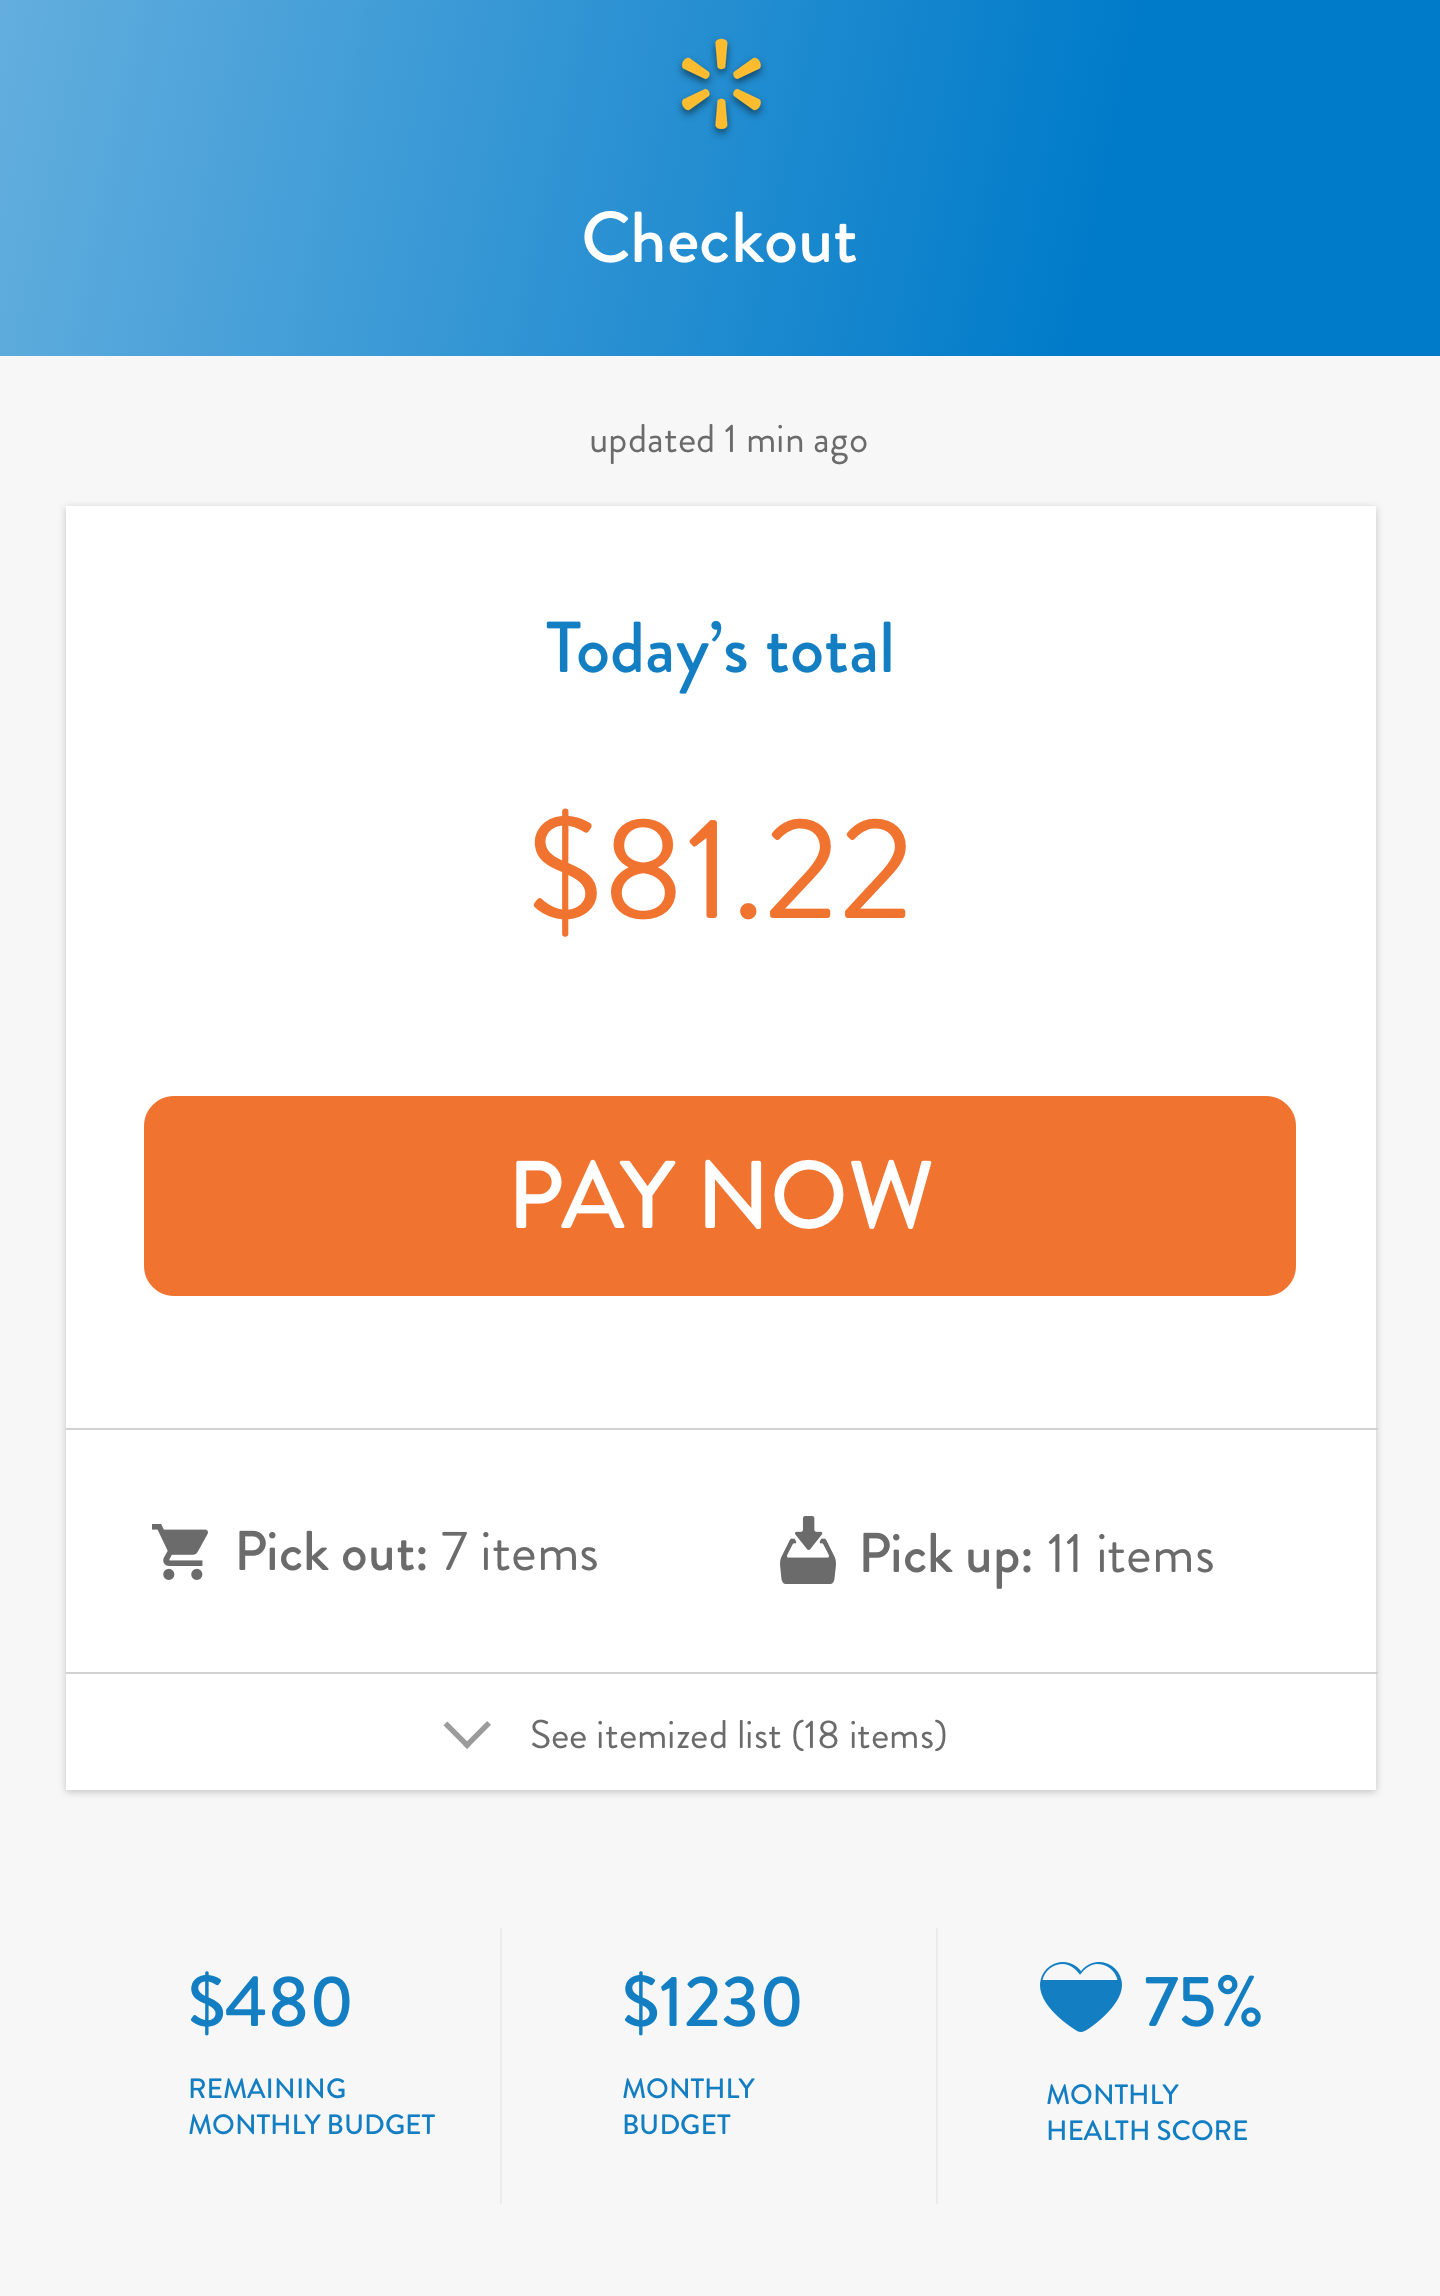 Checkout
updated 1 min ago
Today’s total
$81.22
PAY NOW
Pick out: 7 items
Pick up: 11 items
See itemized list (18 items)
$480
REMAINING
MONTHLY BUDGET
$1230
MONTHLY
BUDGET
75%
MONTHLY
HEALTH SCORE